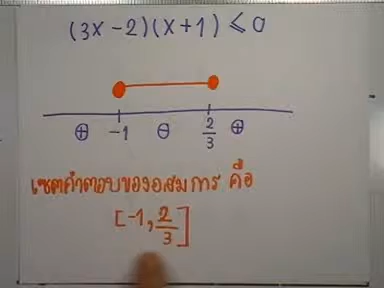 (3x-2)(x+1) ≤ 0
⊕ -1 ⊖ 2/3 ⊕
เซตคำตอบของอสมการ คือ
[-1, 2/3]